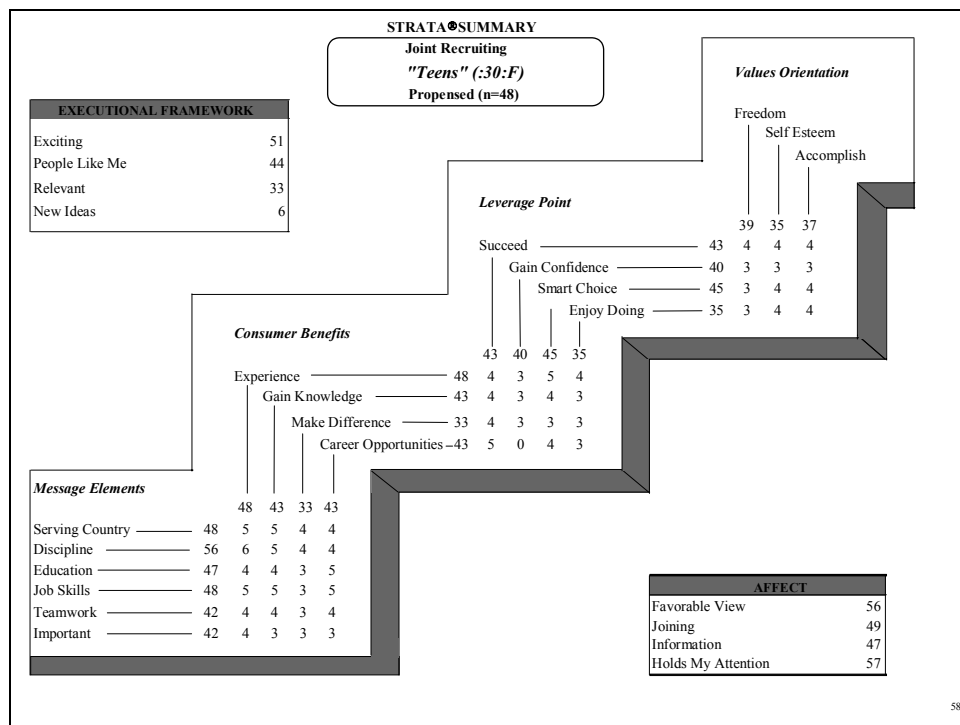 STRATA®SUMMARY
Joint Recruiting
"Teens" (:30:F)
Propensed (n=48)
EXECUTIONAL FRAMEWORK
Exciting 51
People Like Me 44
Relevant 33
New Ideas 6
Values Orientation
Freedom
Self Esteem
Accomplish
39 35 37
Leverage Point
Succeed 43 4 4 4
Gain Confidence 40 3 3 3
Smart Choice 45 3 4 4
Enjoy Doing 35 3 4 4
Consumer Benefits
43 40 45 35
Experience 48 4 3 5 4
Gain Knowledge 43 4 3 4 3
Make Difference 33 4 3 3 3
Career Opportunities 43 5 0 4 3
Message Elements
48 43 33 43
Serving Country 48 5 5 4 4
Discipline 56 6 5 4 4
Education 47 4 4 3 5
Job Skills 48 5 5 3 5
Teamwork 42 4 4 3 4
Important 42 4 3 3 3
AFFECT
Favorable View 56
Joining 49
Information 47
Holds My Attention 57
58